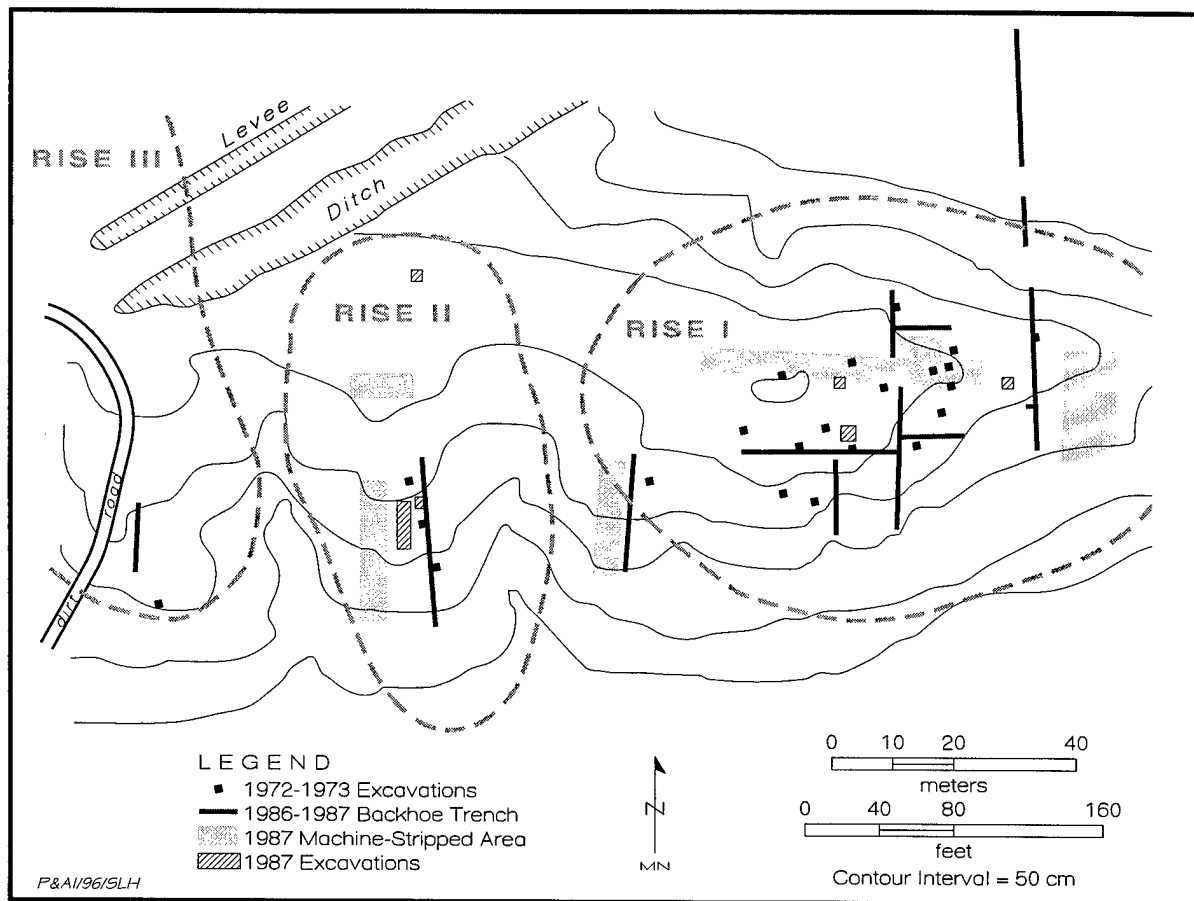 Levee
RISE III
Ditch
RISE II
RISE I
dirt road
LEGEND
1972-1973 Excavations
1986-1987 Backhoe Trench
1987 Machine-Stripped Area
1987 Excavations
N
MN
0 10 20 40
meters
0 40 80 160
feet
Contour Interval = 50 cm
P&AI/96/SLH